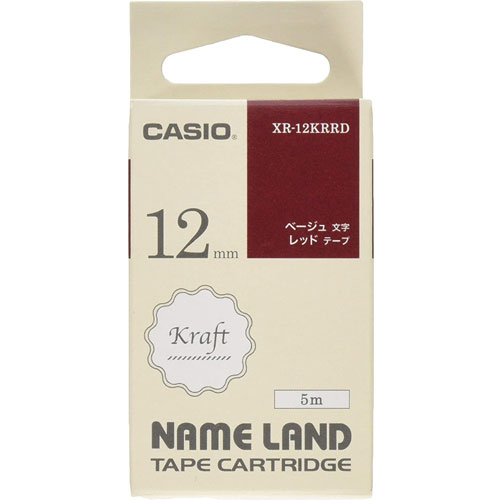 CASIO®
XR-12KRRD
12mm
ベージュ 文字
レッド テープ
Kraft
5m
NAME LAND
TAPE CARTRIDGE